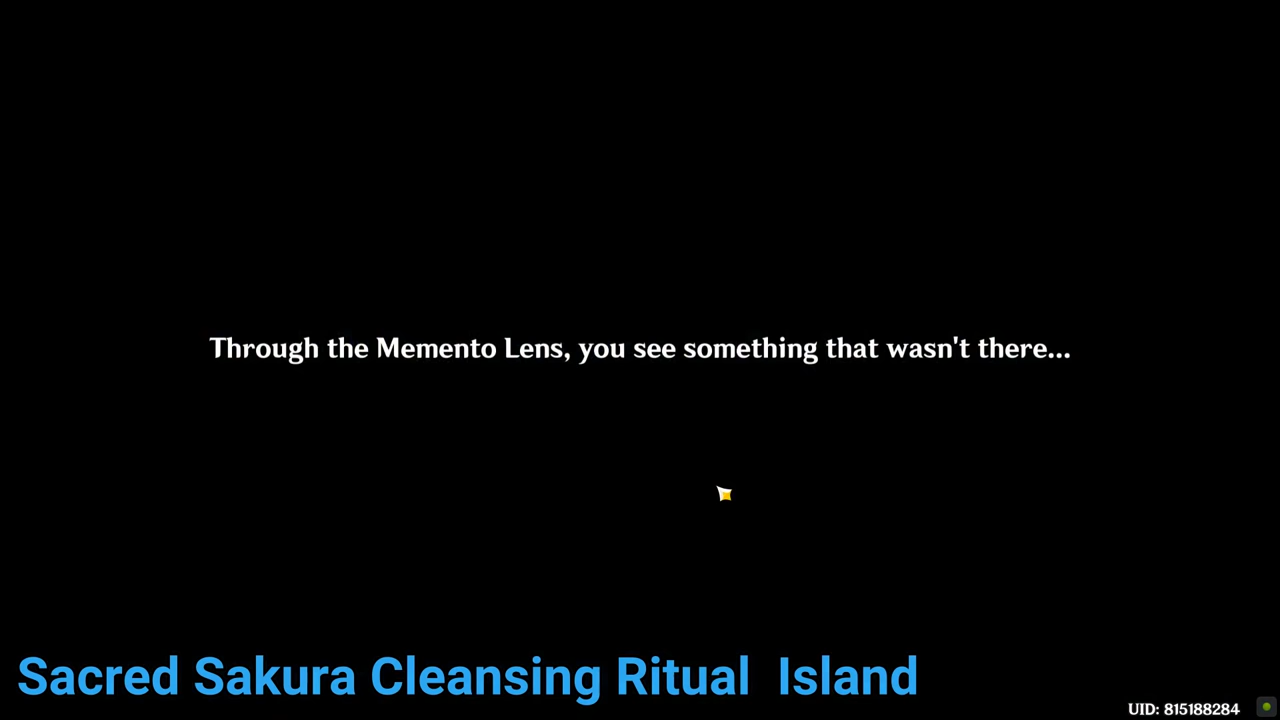 Through the Memento Lens, you see something that wasn't there...
Sacred Sakura Cleansing Ritual  Island
UID: 815188284